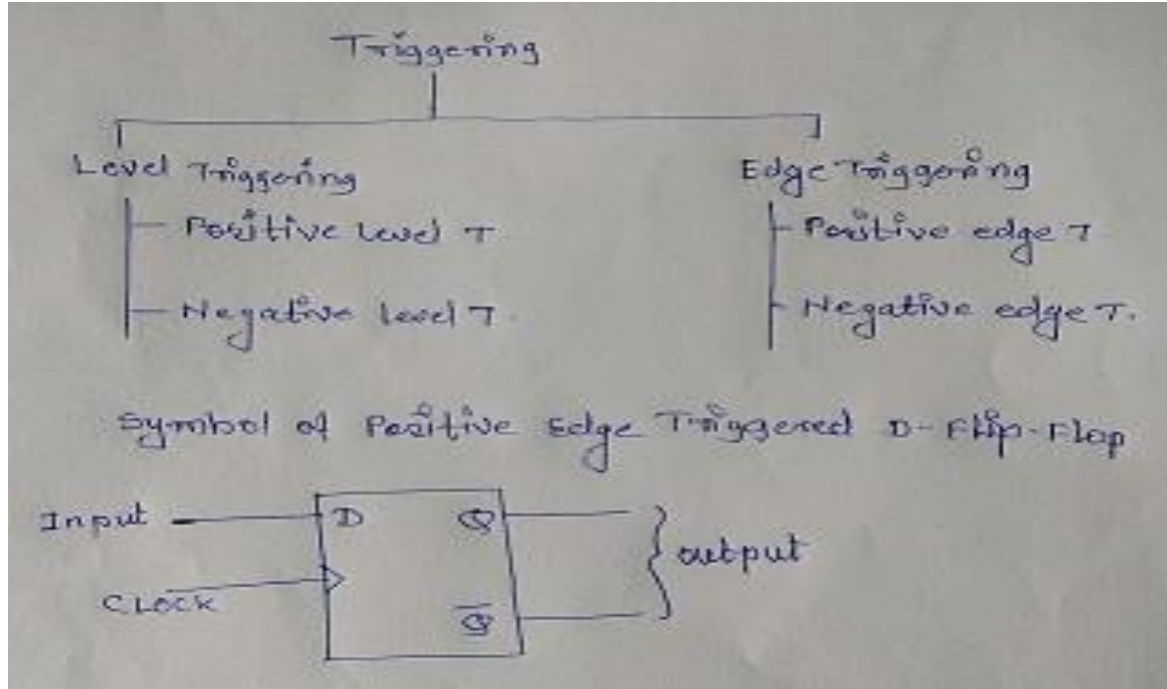 Triggering
Level Triggering
Edge Triggering
Positive level T
Positive edge T
Negative level T.
Negative edge T.
Symbol of Positive Edge Triggered D-Flip-Flop
Input
D
Q
output
CLOCK
Q̅